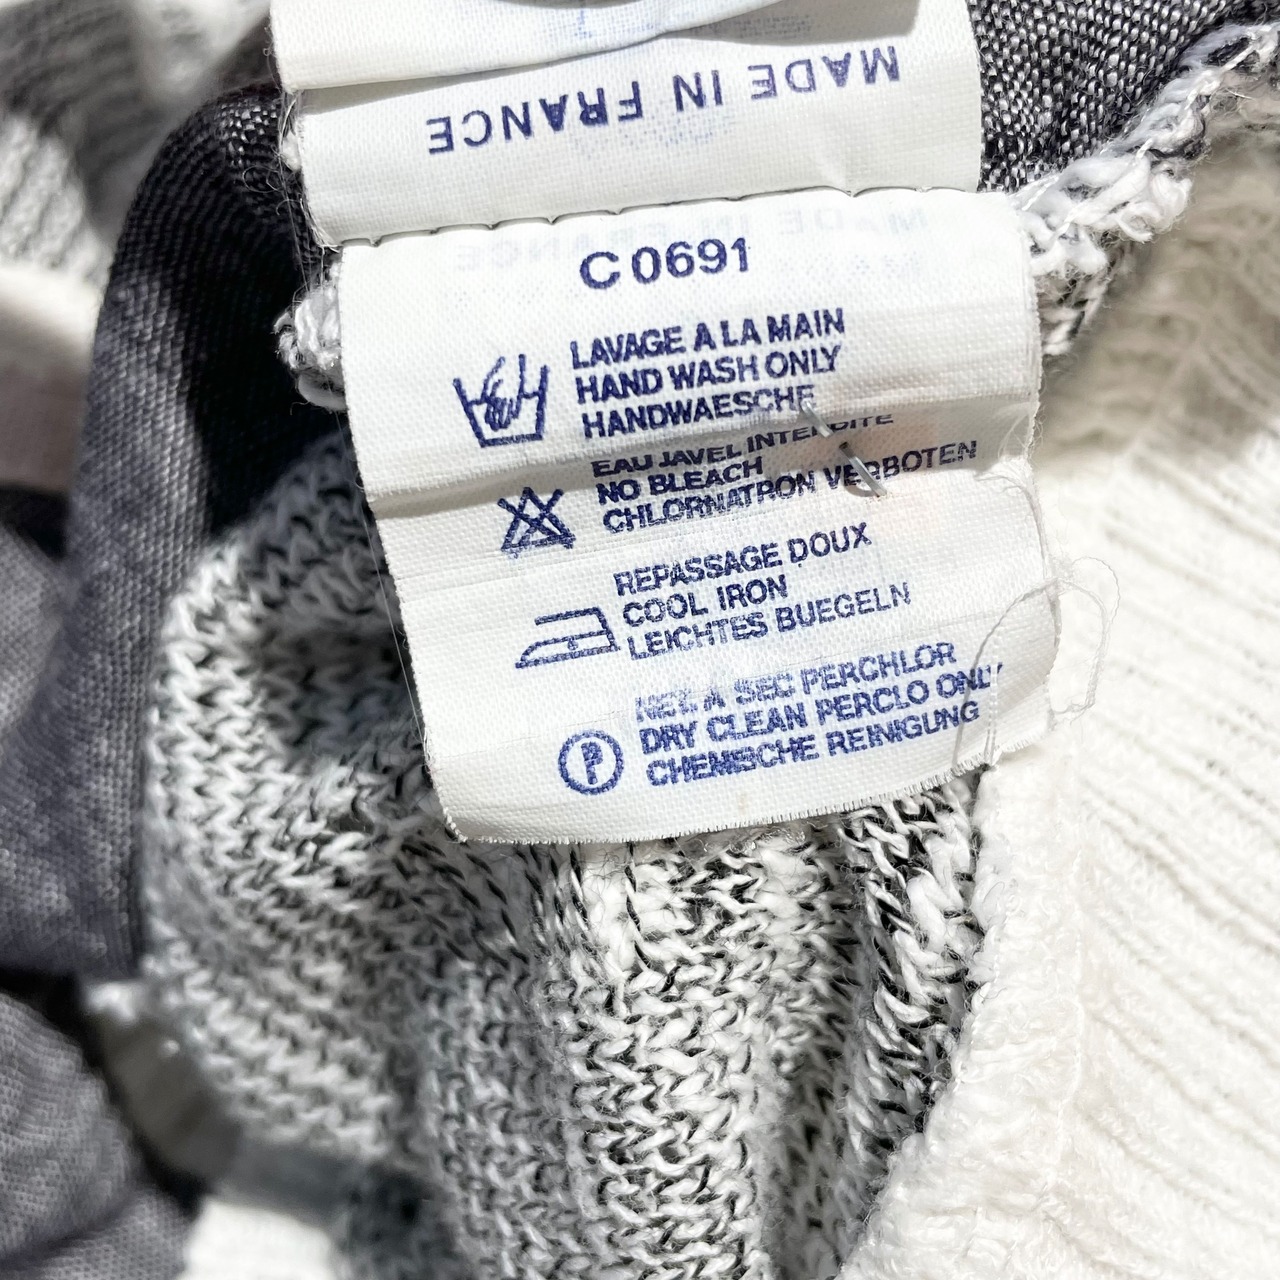 MADE IN FRANCE
C0691
LAVAGE A LA MAIN
HAND WASH ONLY
HANDWAESCHE
EAU JAVEL INTERDITE
NO BLEACH
CHLORNATRON VERBOTEN
REPASSAGE DOUX
COOL IRON
LEICHTES BUEGELN
NET. A SEC PERCHLOR
DRY CLEAN PERCLO ONLY
CHEMISCHE REINIGUNG
P